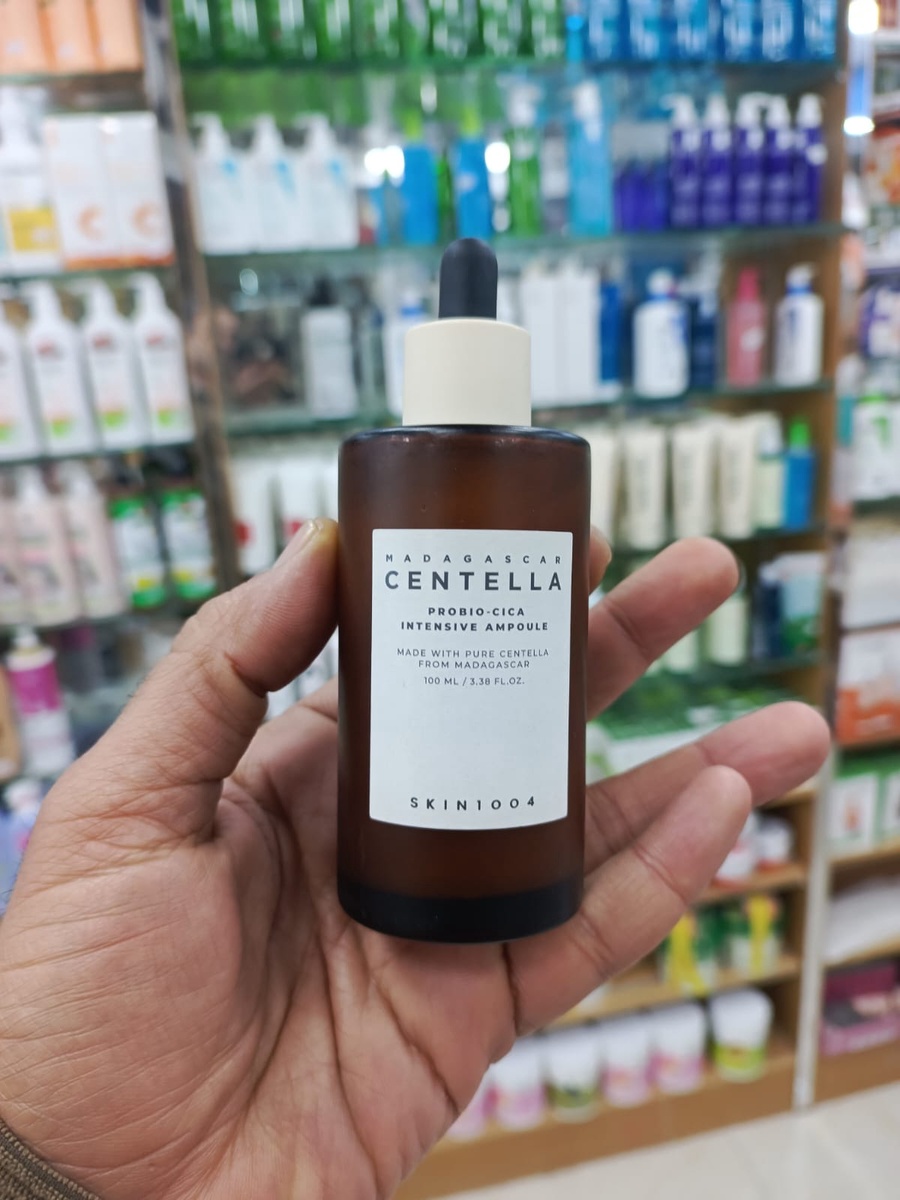 MADAGASCAR
CENTELLA
PROBIO-CICA
INTENSIVE AMPOULE
MADE WITH PURE CENTELLA
FROM MADAGASCAR
100 ML / 3.38 FL.OZ.
SKIN1004